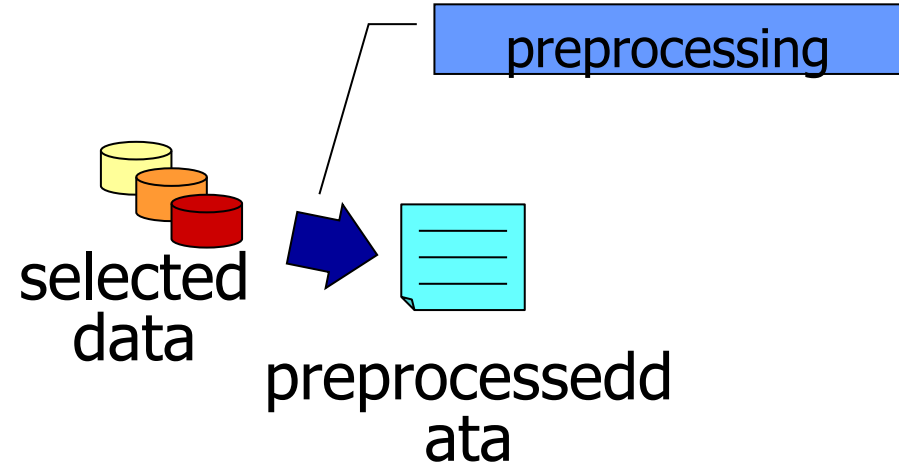 preprocessing
selected
data
preprocessedd
ata